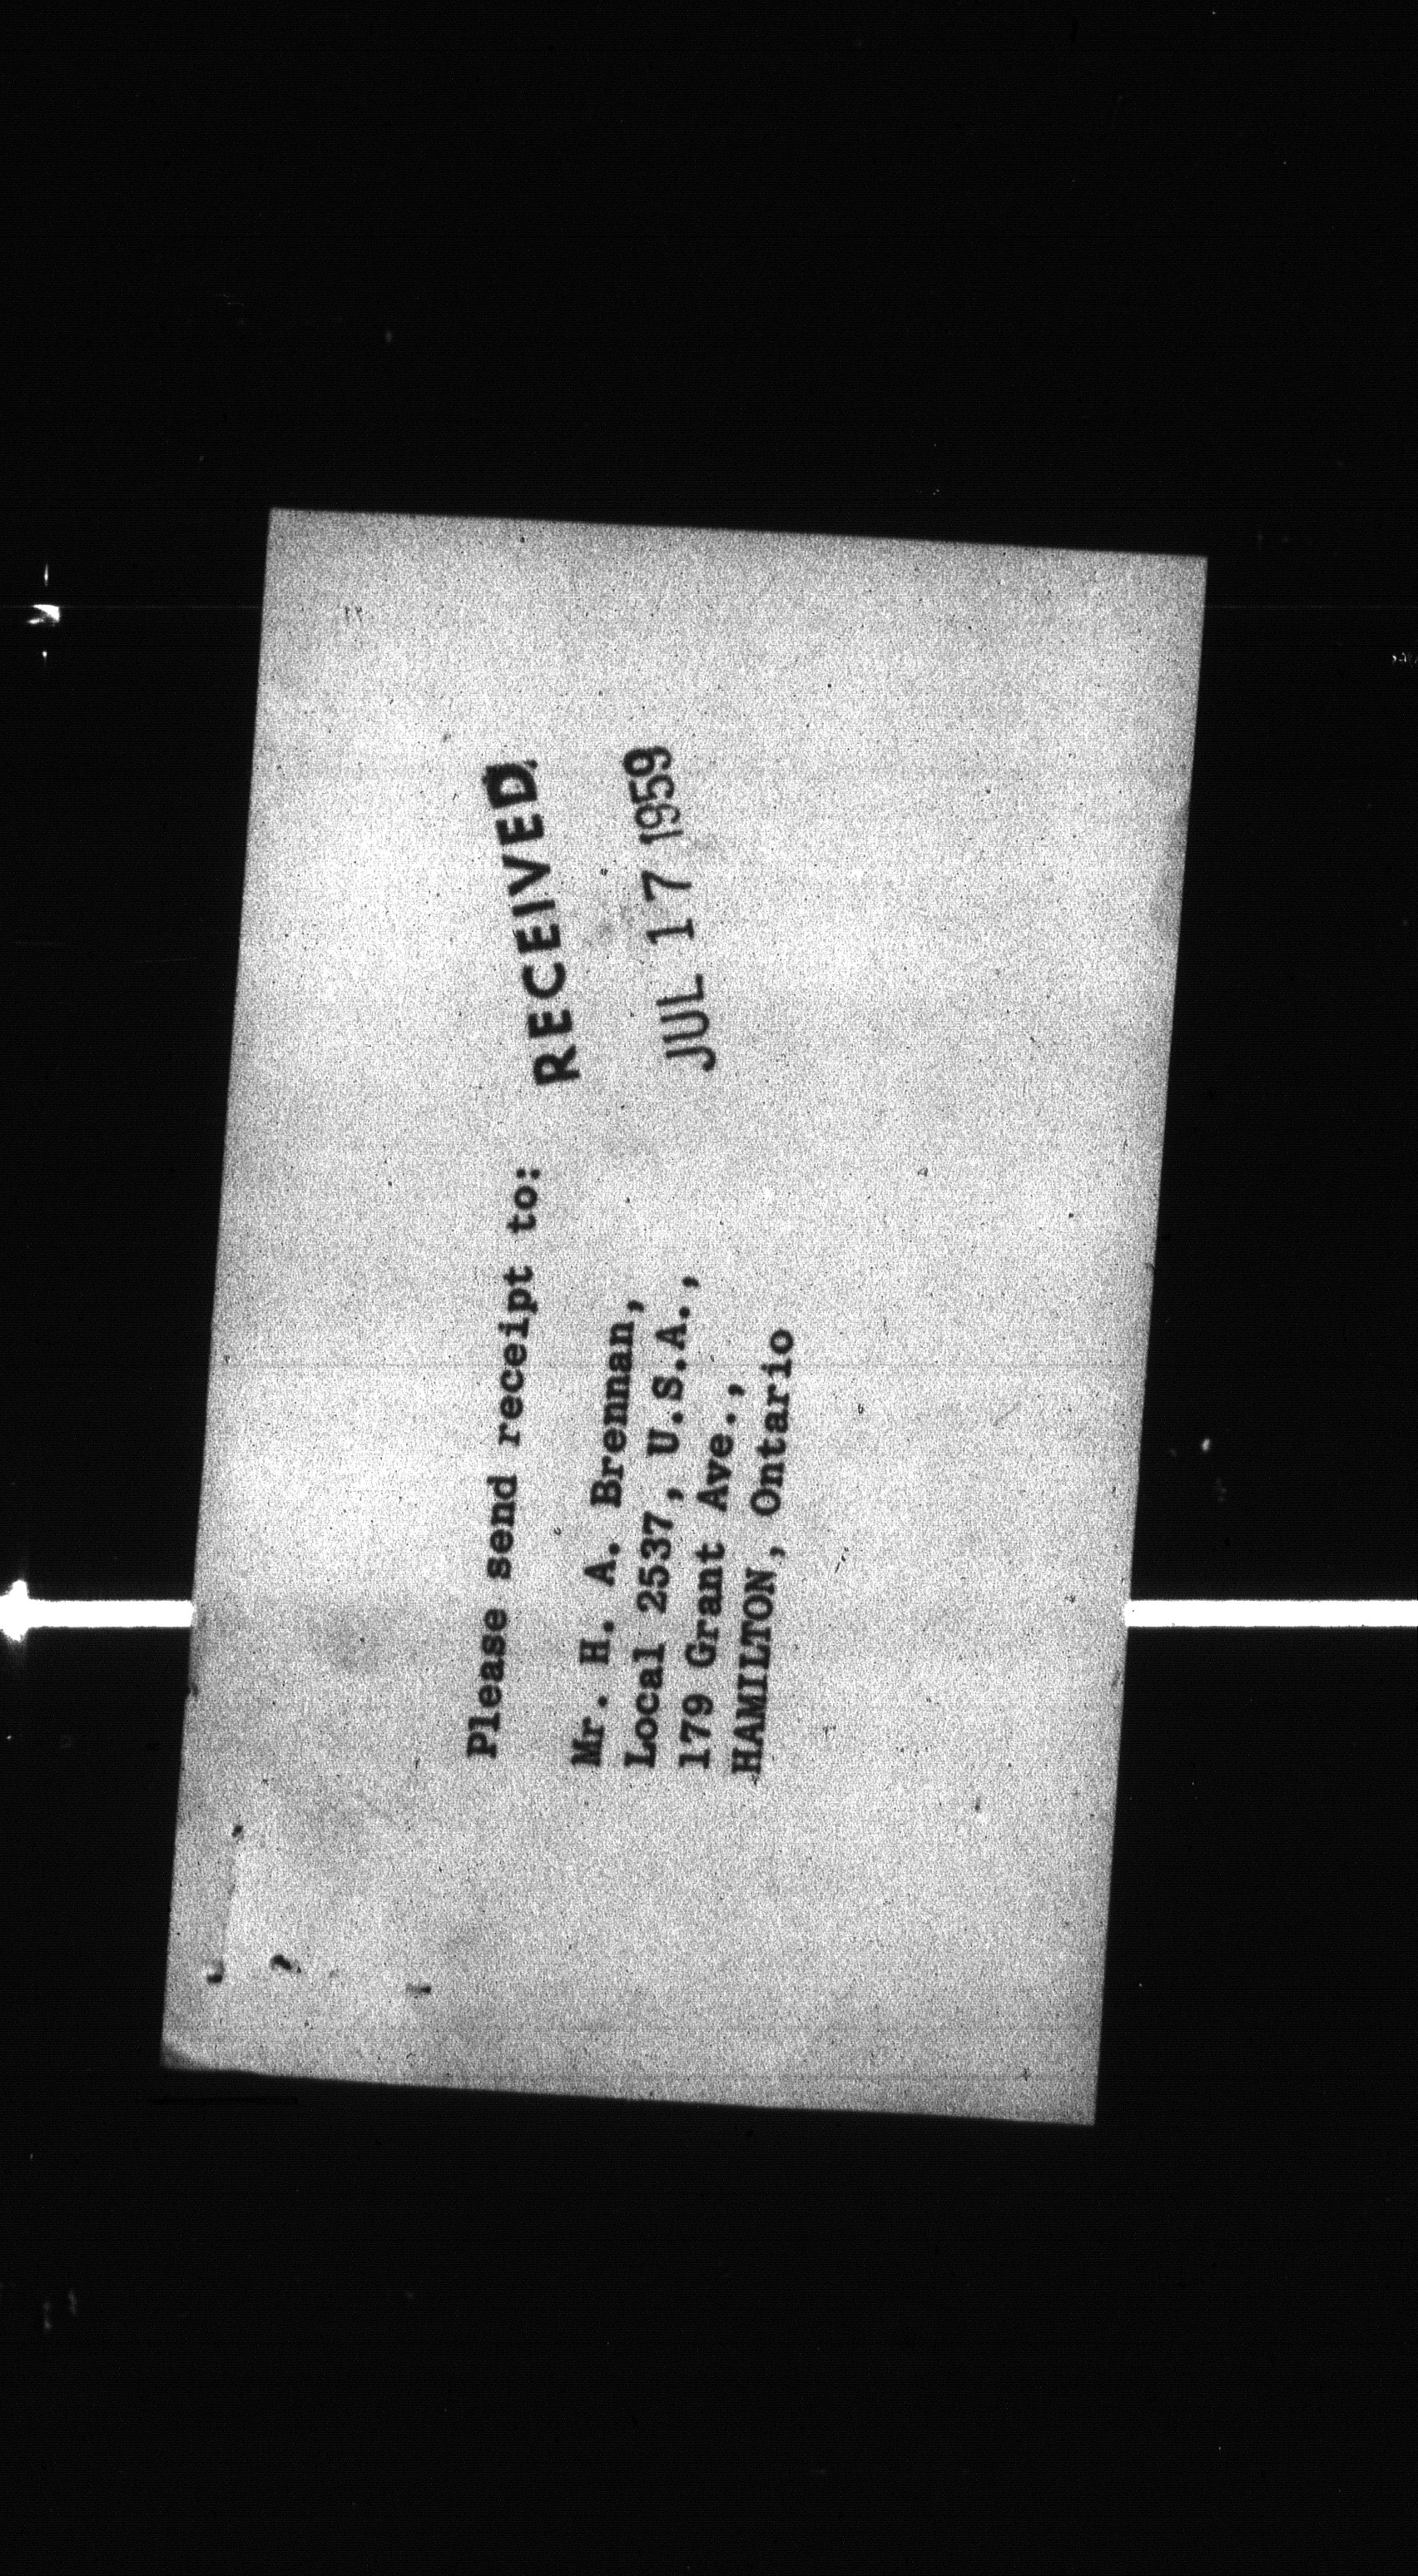 Please send receipt to:
RECEIVED
JUL 17 1959
Mr. H. A. Brennan,
Local 2537, U.S.A.,
179 Grant Ave.,
HAMILTON, Ontario